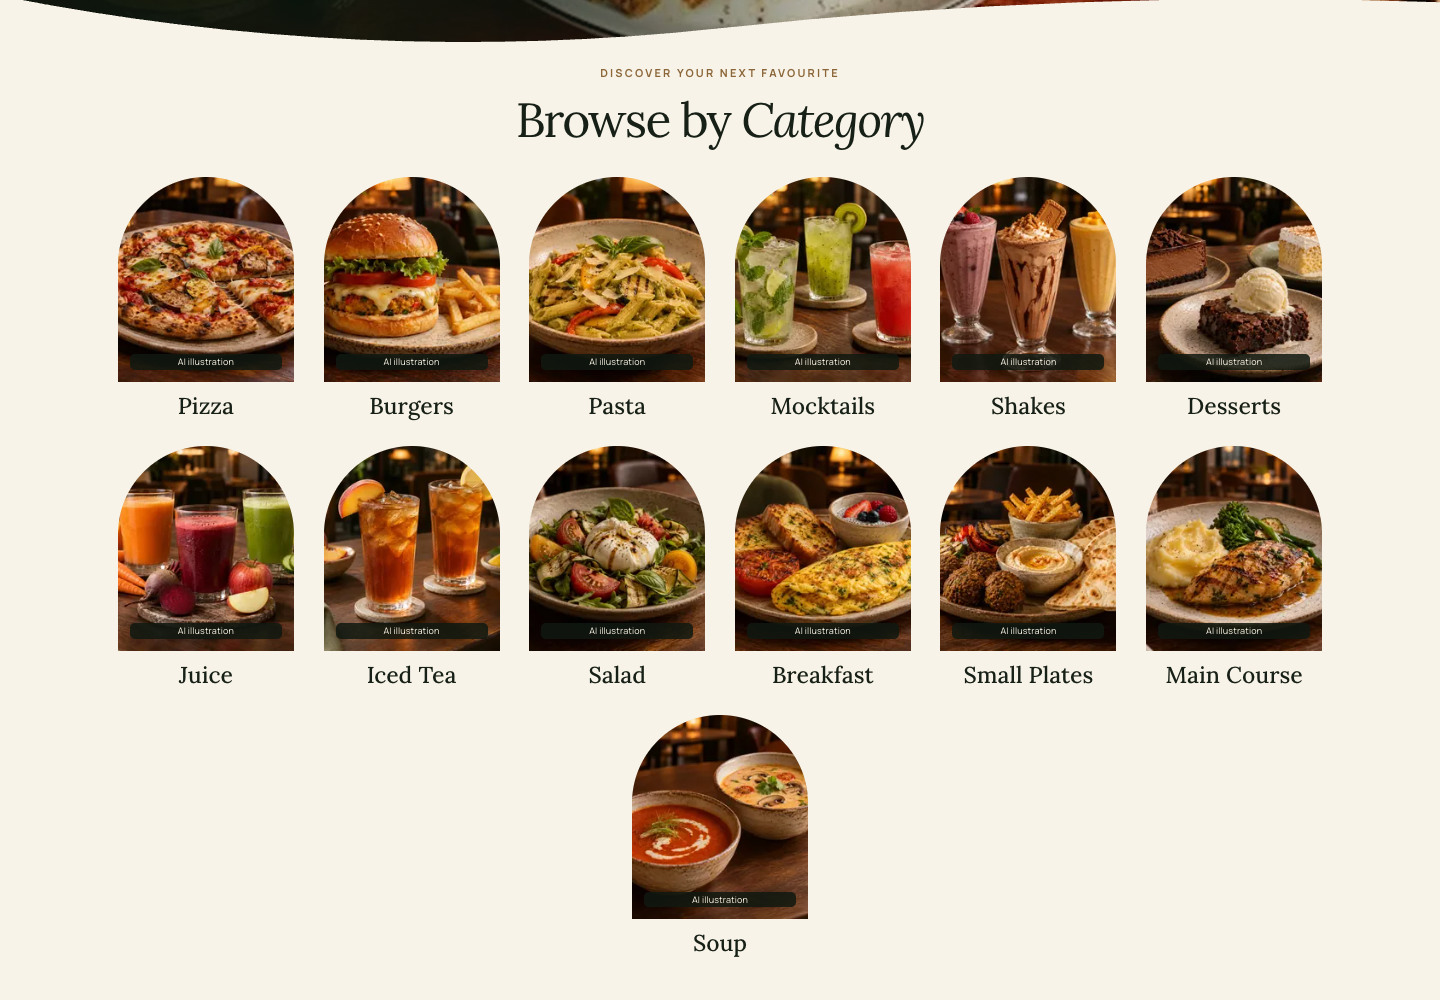 DISCOVER YOUR NEXT FAVOURITE
Browse by Category
AI illustration
AI illustration
AI illustration
AI illustration
AI illustration
AI illustration
Pizza
Burgers
Pasta
Mocktails
Shakes
Desserts
AI illustration
AI illustration
AI illustration
AI illustration
AI illustration
AI illustration
Juice
Iced Tea
Salad
Breakfast
Small Plates
Main Course
AI illustration
Soup